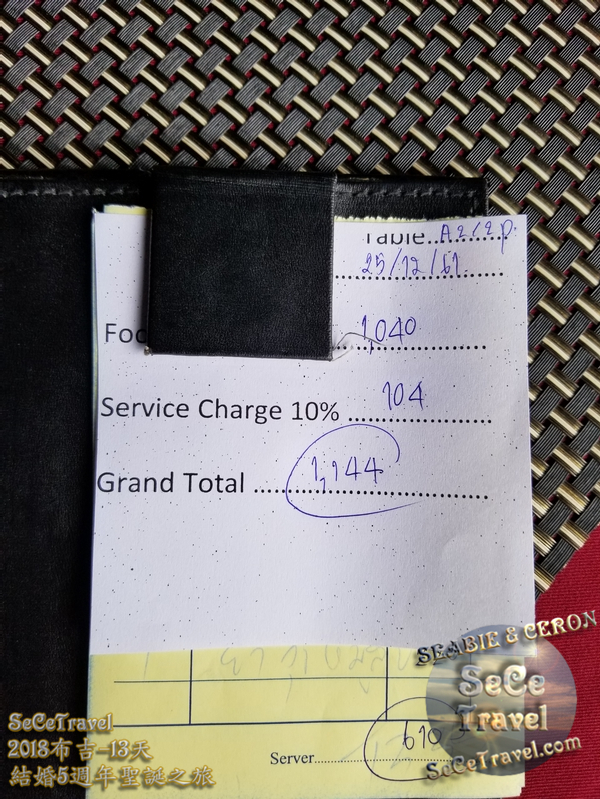 Table...A2/2p.
25/12/61
Foo 1,040
Service Charge 10% ... 104
Grand Total ... 1,144
610
Server...
SEABIE & CERON
SeCe
Travel
SeCeTravel.com
SeCeTravel
2018布吉-13天
結婚5週年聖誕之旅